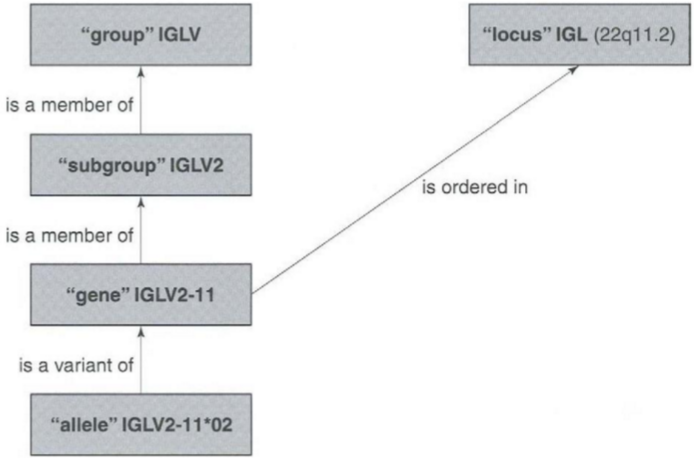 “group” IGLV
“locus” IGL (22q11.2)
is a member of
“subgroup” IGLV2
is ordered in
is a member of
“gene” IGLV2-11
is a variant of
“allele” IGLV2-11*02